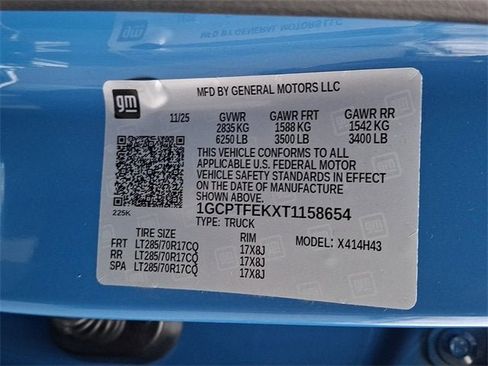 gm
MFD BY GENERAL MOTORS LLC
11/25 GVWR GAWR FRT GAWR RR
2835 KG 1588 KG 1542 KG
6250 LB 3500 LB 3400 LB
THIS VEHICLE CONFORMS TO ALL
APPLICABLE U.S. FEDERAL MOTOR
VEHICLE SAFETY STANDARDS IN EFFECT
ON THE DATE OF MANUFACTURE
SHOWN ABOVE.
225K 1GCPTFEKXT1158654
TYPE: TRUCK
TIRE SIZE RIM MODEL: X414H43
FRT LT285/70R17CQ 17X8J
RR LT285/70R17CQ 17X8J
SPA LT285/70R17CQ 17X8J